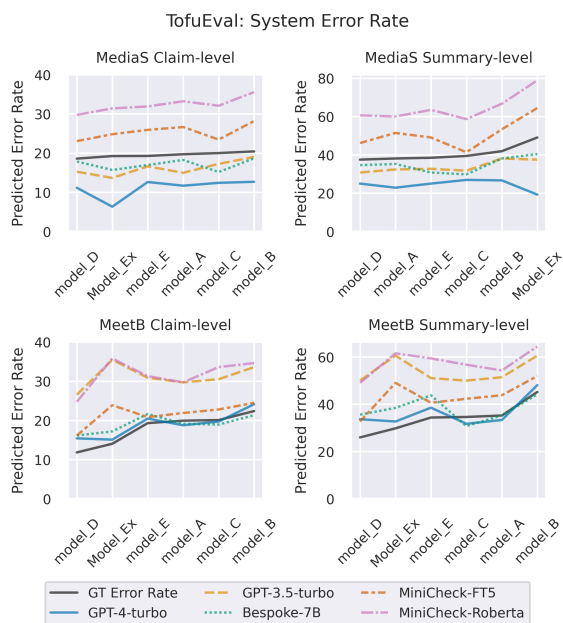 TofuEval: System Error Rate
MediaS Claim-level
MediaS Summary-level
Predicted Error Rate
40
30
20
10
0
model_D
Model_Ex
model_E
model_A
model_C
model_B
Predicted Error Rate
80
60
40
20
0
model_D
model_A
model_E
model_C
model_B
Model_Ex
MeetB Claim-level
MeetB Summary-level
Predicted Error Rate
40
30
20
10
0
model_D
Model_Ex
model_E
model_A
model_C
model_B
Predicted Error Rate
60
40
20
0
model_D
Model_Ex
model_E
model_C
model_A
model_B
GT Error Rate
GPT-4-turbo
GPT-3.5-turbo
Bespoke-7B
MiniCheck-FT5
MiniCheck-Roberta